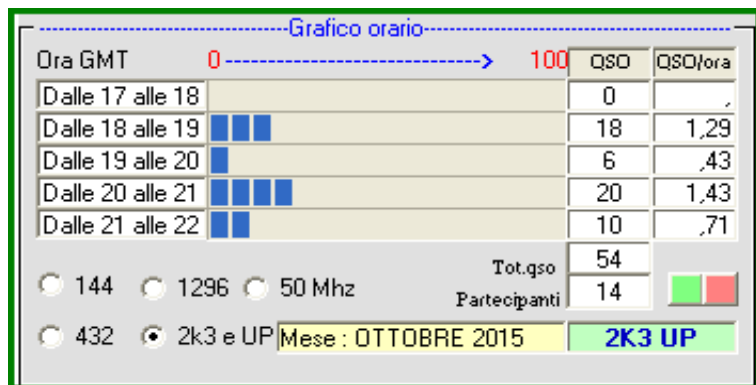 Grafico orario
Ora GMT 0 100 QSO QSO/ora
Dalle 17 alle 18 0 ,
Dalle 18 alle 19 18 1,29
Dalle 19 alle 20 6 ,43
Dalle 20 alle 21 20 1,43
Dalle 21 alle 22 10 ,71
Tot.qso 54
144 1296 50 Mhz Partecipanti 14
432 2k3 e UP Mese : OTTOBRE 2015 2K3 UP